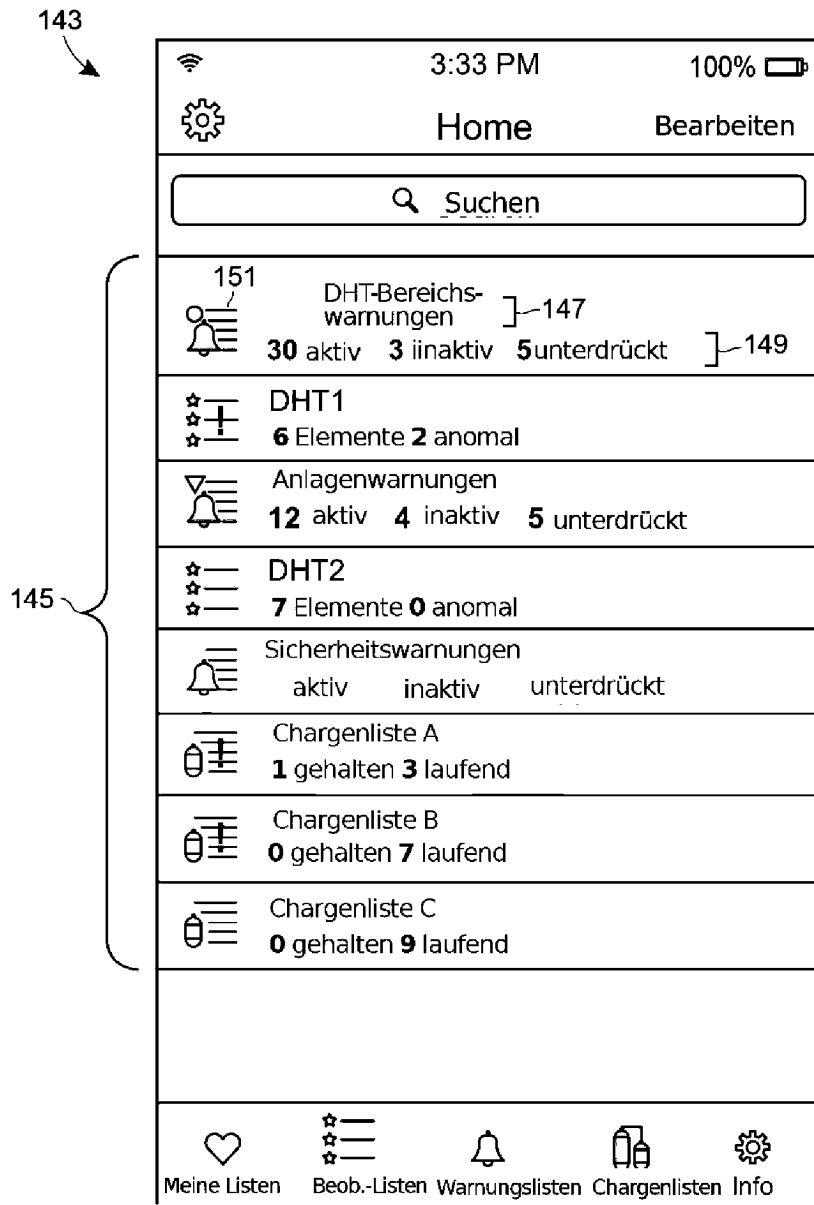 143
3:33 PM 100%
Home Bearbeiten
Suchen
151
DHT-Bereichs-
warnungen 147
30 aktiv 3 iinaktiv 5unterdrückt 149
DHT1
6 Elemente 2 anomal
Anlagenwarnungen
12 aktiv 4 inaktiv 5 unterdrückt
DHT2
7 Elemente 0 anomal
145
Sicherheitswarnungen
aktiv inaktiv unterdrückt
Chargenliste A
1 gehalten 3 laufend
Chargenliste B
0 gehalten 7 laufend
Chargenliste C
0 gehalten 9 laufend
Meine Listen Beob.-Listen Warnungslisten Chargenlisten Info